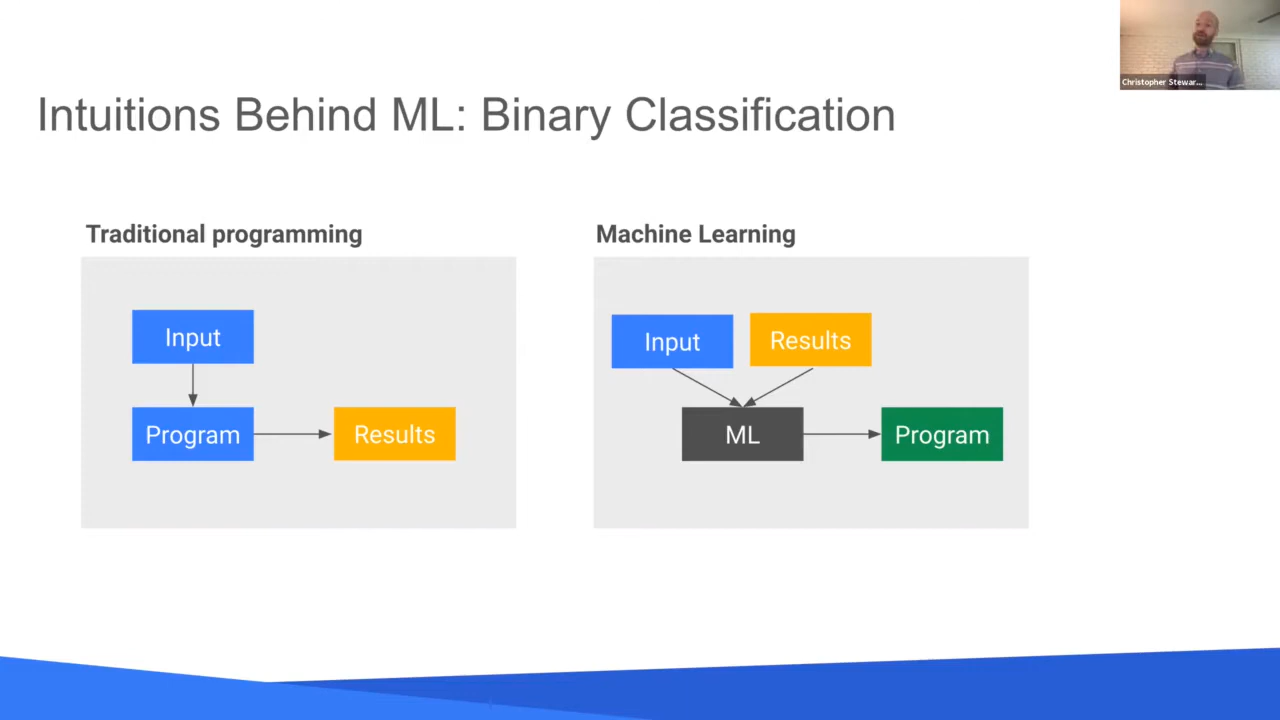 Christopher Stewar...
Intuitions Behind ML: Binary Classification
Traditional programming
Input
Program
Results
Machine Learning
Input
Results
ML
Program